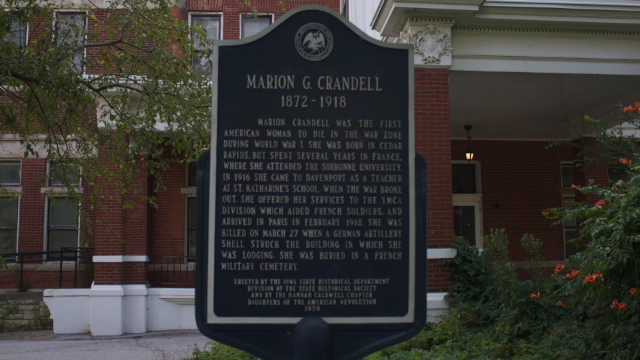 MARION G. CRANDELL
1872-1918
MARION CRANDELL WAS THE FIRST
AMERICAN WOMAN TO DIE IN THE WAR ZONE
DURING WORLD WAR I. SHE WAS BORN IN CEDAR
RAPIDS, BUT SPENT SEVERAL YEARS IN FRANCE,
WHERE SHE ATTENDED THE SORBONNE UNIVERSITY.
IN 1916 SHE CAME TO DAVENPORT AS A TEACHER
AT ST. KATHARINE'S SCHOOL. WHEN THE WAR BROKE
OUT, SHE OFFERED HER SERVICES TO THE YMCA
DIVISION WHICH AIDED FRENCH SOLDIERS, AND
ARRIVED IN PARIS IN FEBRUARY 1918. SHE WAS
KILLED ON MARCH 27 WHEN A GERMAN ARTILLERY
SHELL STRUCK THE BUILDING IN WHICH SHE
WAS LODGING. SHE WAS BURIED IN A FRENCH
MILITARY CEMETERY.
ERECTED BY THE IOWA STATE HISTORICAL DEPARTMENT
DIVISION OF THE STATE HISTORICAL SOCIETY
AND BY THE HANNAH CALDWELL CHAPTER
DAUGHTERS OF THE AMERICAN REVOLUTION
1979